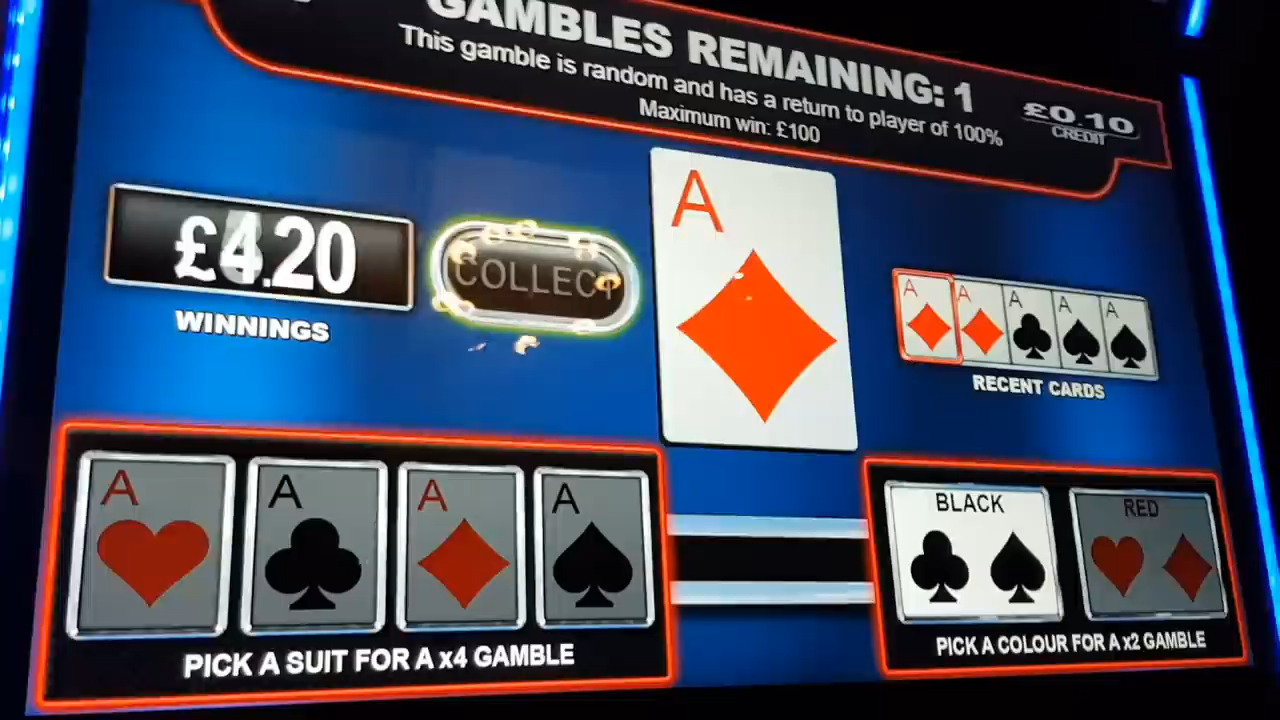 GAMBLES REMAINING: 1
This gamble is random and has a return to player of 100%
Maximum win: £100
£0.10
CREDIT
£4.20
WINNINGS
COLLECT
A
A
A
A
A
A
RECENT CARDS
A
A
A
A
PICK A SUIT FOR A x4 GAMBLE
BLACK
RED
PICK A COLOUR FOR A x2 GAMBLE